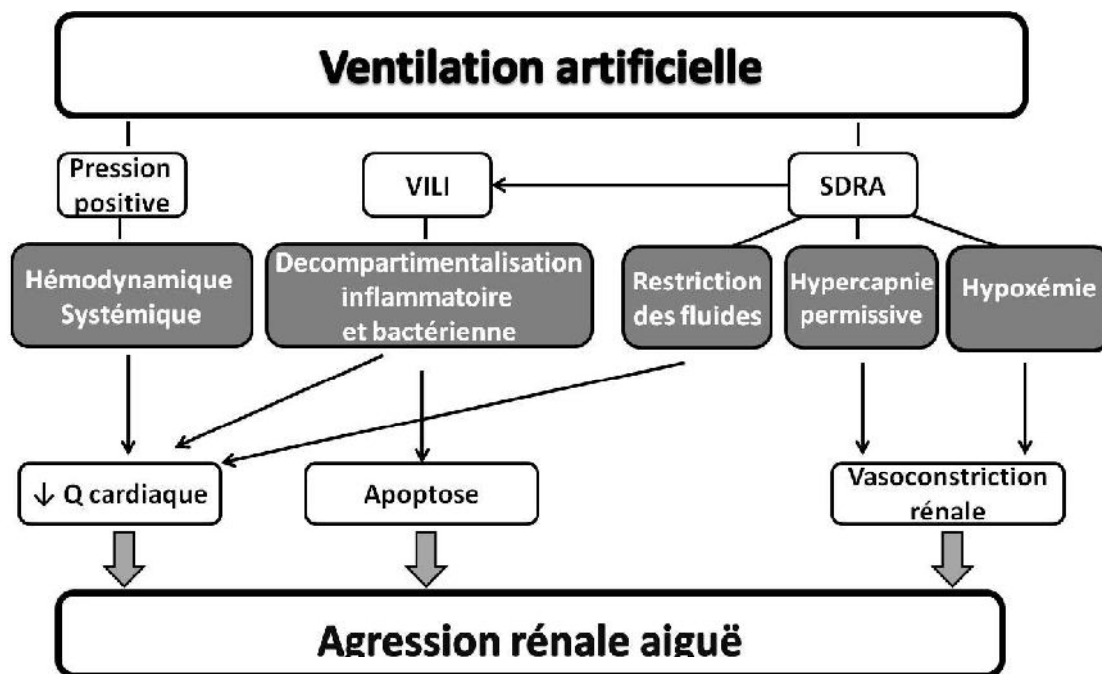 Ventilation artificielle
Pression
positive
VILI
SDRA
Hémodynamique
Systémique
Decompartimentalisation
inflammatoire
et bactérienne
Restriction
des fluides
Hypercapnie
permissive
Hypoxémie
↓ Q cardiaque
Apoptose
Vasoconstriction
rénale
Agression rénale aiguë